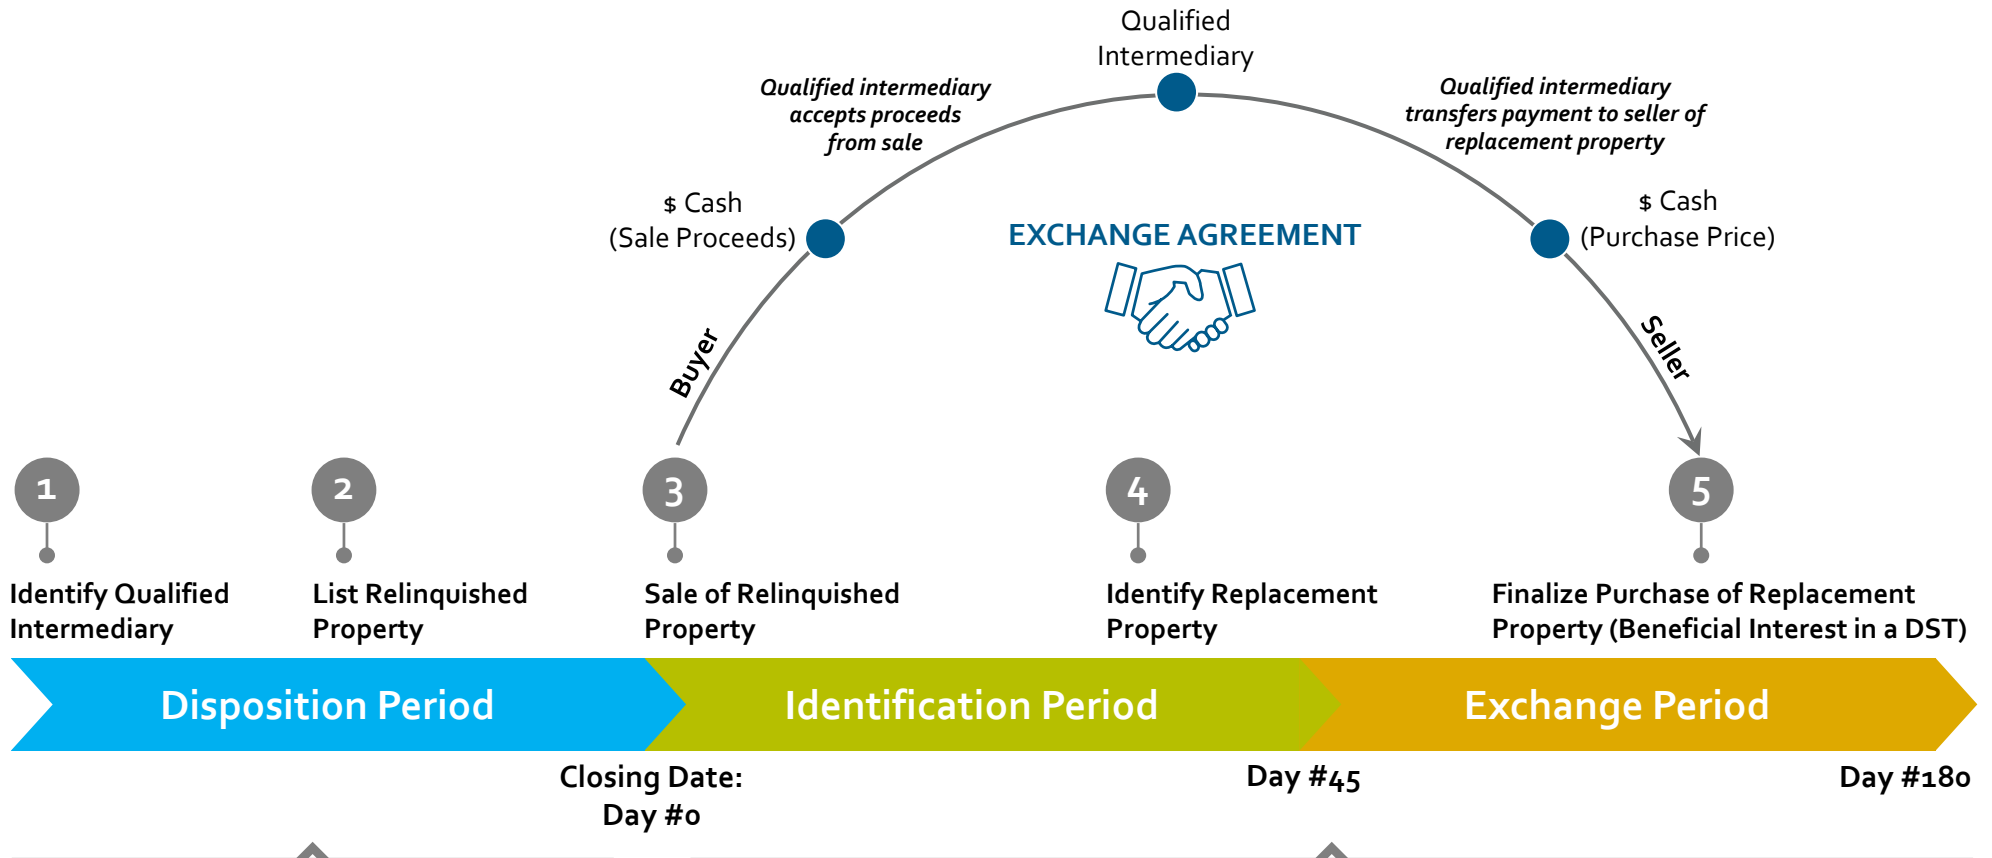 Qualified
Intermediary
Qualified intermediary
accepts proceeds
from sale
Qualified intermediary
transfers payment to seller of
replacement property
$ Cash
(Sale Proceeds)
EXCHANGE AGREEMENT
$ Cash
(Purchase Price)
Buyer
Seller
1
2
3
4
5
Identify Qualified
Intermediary
List Relinquished
Property
Sale of Relinquished
Property
Identify Replacement
Property
Finalize Purchase of Replacement
Property (Beneficial Interest in a DST)
Disposition Period
Identification Period
Exchange Period
Closing Date:
Day #0
Day #45
Day #180